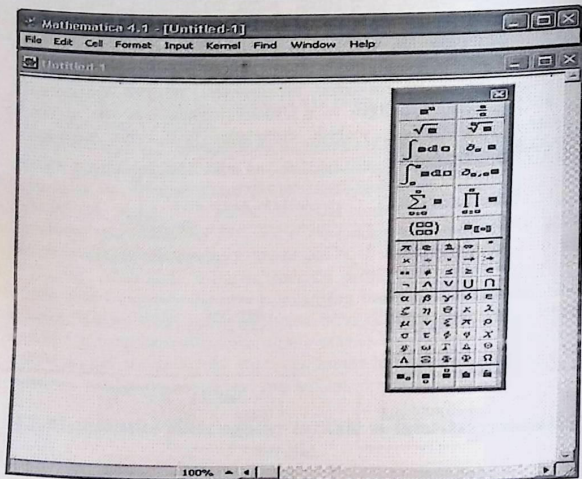 Mathematica 4.1 - [Untitled-1]
File Edit Cell Format Input Kernel Find Window Help
Untitled-1
π e ⅈ ∞ °
× ÷
≠ ≤ ≥ ∈
¬ ∧ ∨ ∪ ∩
α β γ δ ε
ζ η θ κ λ
μ ν ξ π ρ
σ τ φ φ χ
ψ ω Γ Δ Θ
Λ Ξ Φ Ψ Ω
100%